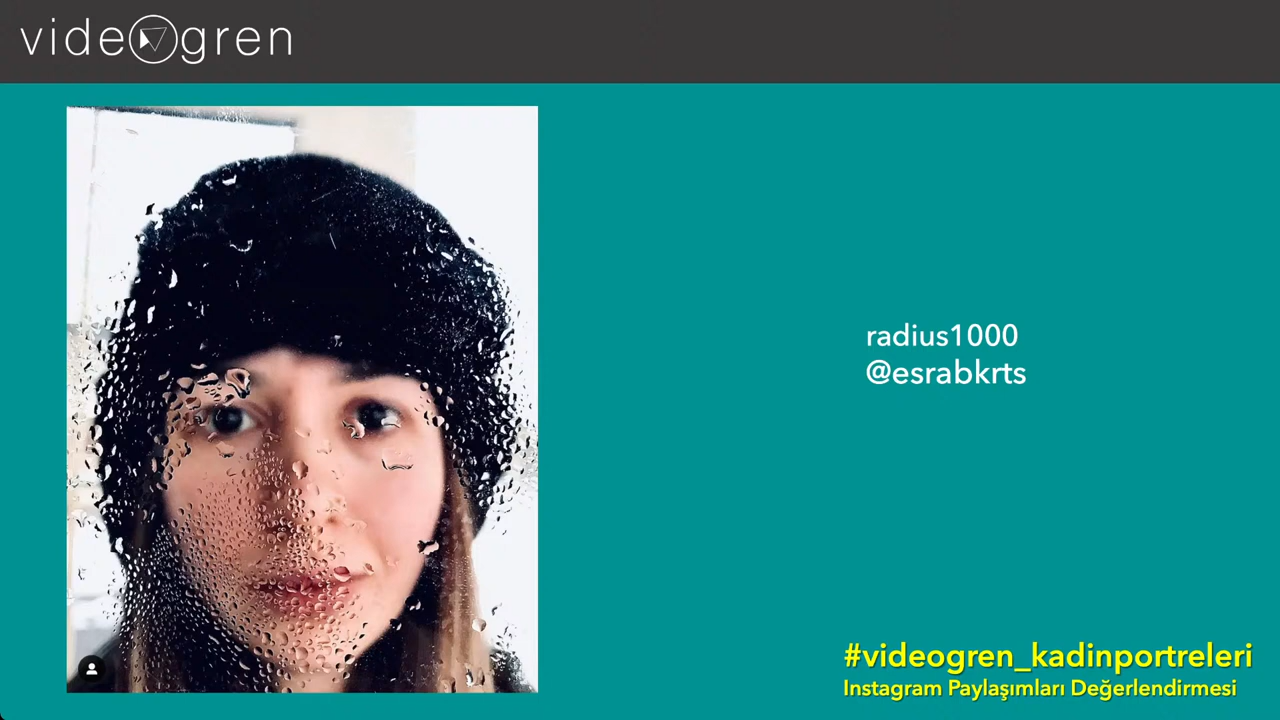 videogren
radius1000
@esrabkrts
#videogren_kadinportreleri
Instagram Paylaşımları Değerlendirmesi